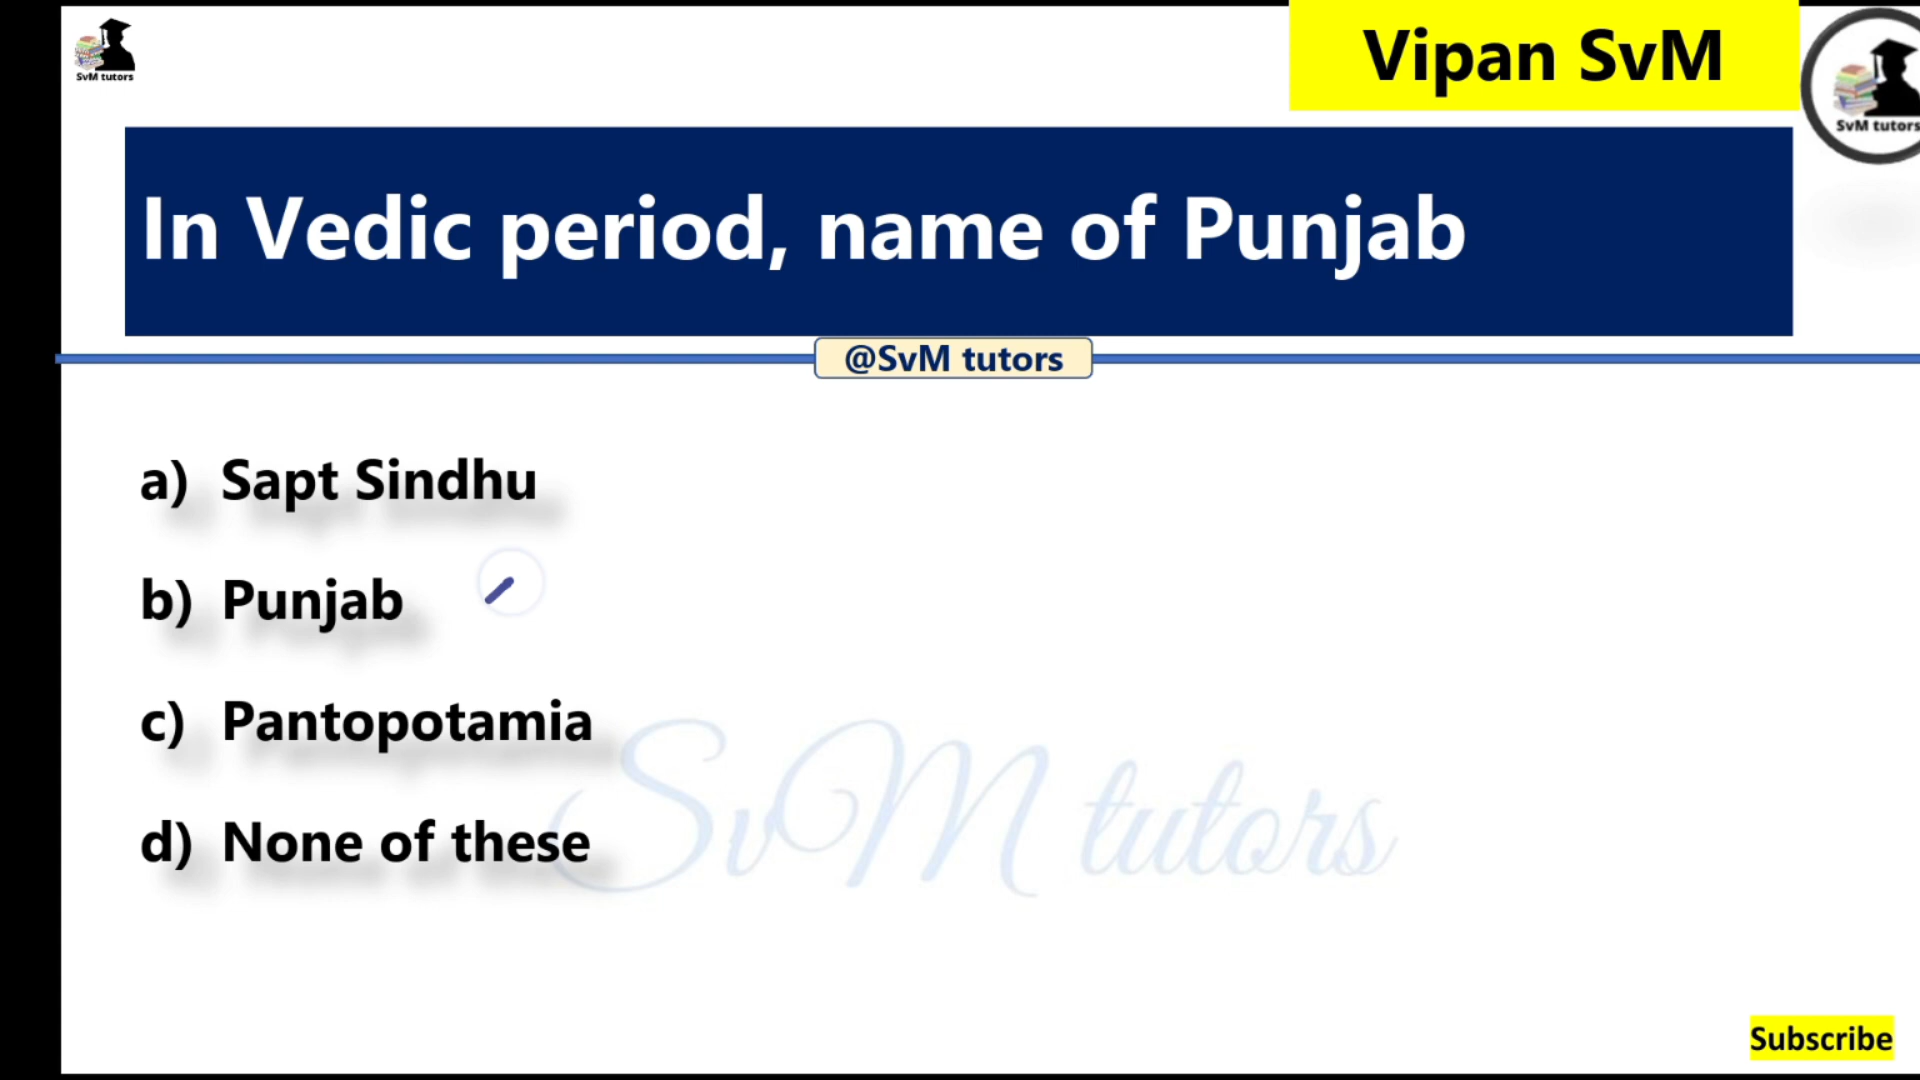 SvM tutors
Vipan SvM
SvM tutors
In Vedic period, name of Punjab
@SvM tutors
a) Sapt Sindhu
b) Punjab
c) Pantopotamia
d) None of these
SvM tutors
Subscribe